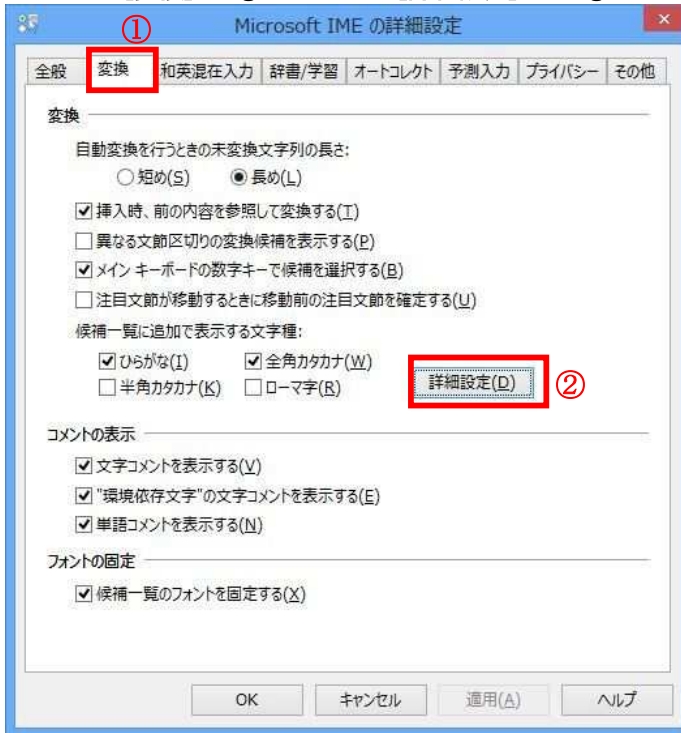 ①
Microsoft IME の詳細設定
全般 変換 和英混在入力 辞書/学習 オートコレクト 予測入力 プライバシー その他
変換
自動変換を行うときの未変換文字列の長さ:
短め(S) 長め(L)
挿入時、前の内容を参照して変換する(T)
異なる文節区切りの変換候補を表示する(P)
メイン キーボードの数字キーで候補を選択する(B)
注目文節が移動するときに移動前の注目文節を確定する(U)
候補一覧に追加で表示する文字種:
ひらがな(I) 全角カタカナ(W)
半角カタカナ(K) ローマ字(R)
詳細設定(D) ②
コメントの表示
文字コメントを表示する(V)
"環境依存文字"の文字コメントを表示する(E)
単語コメントを表示する(N)
フォントの固定
候補一覧のフォントを固定する(X)
OK キャンセル 適用(A) ヘルプ